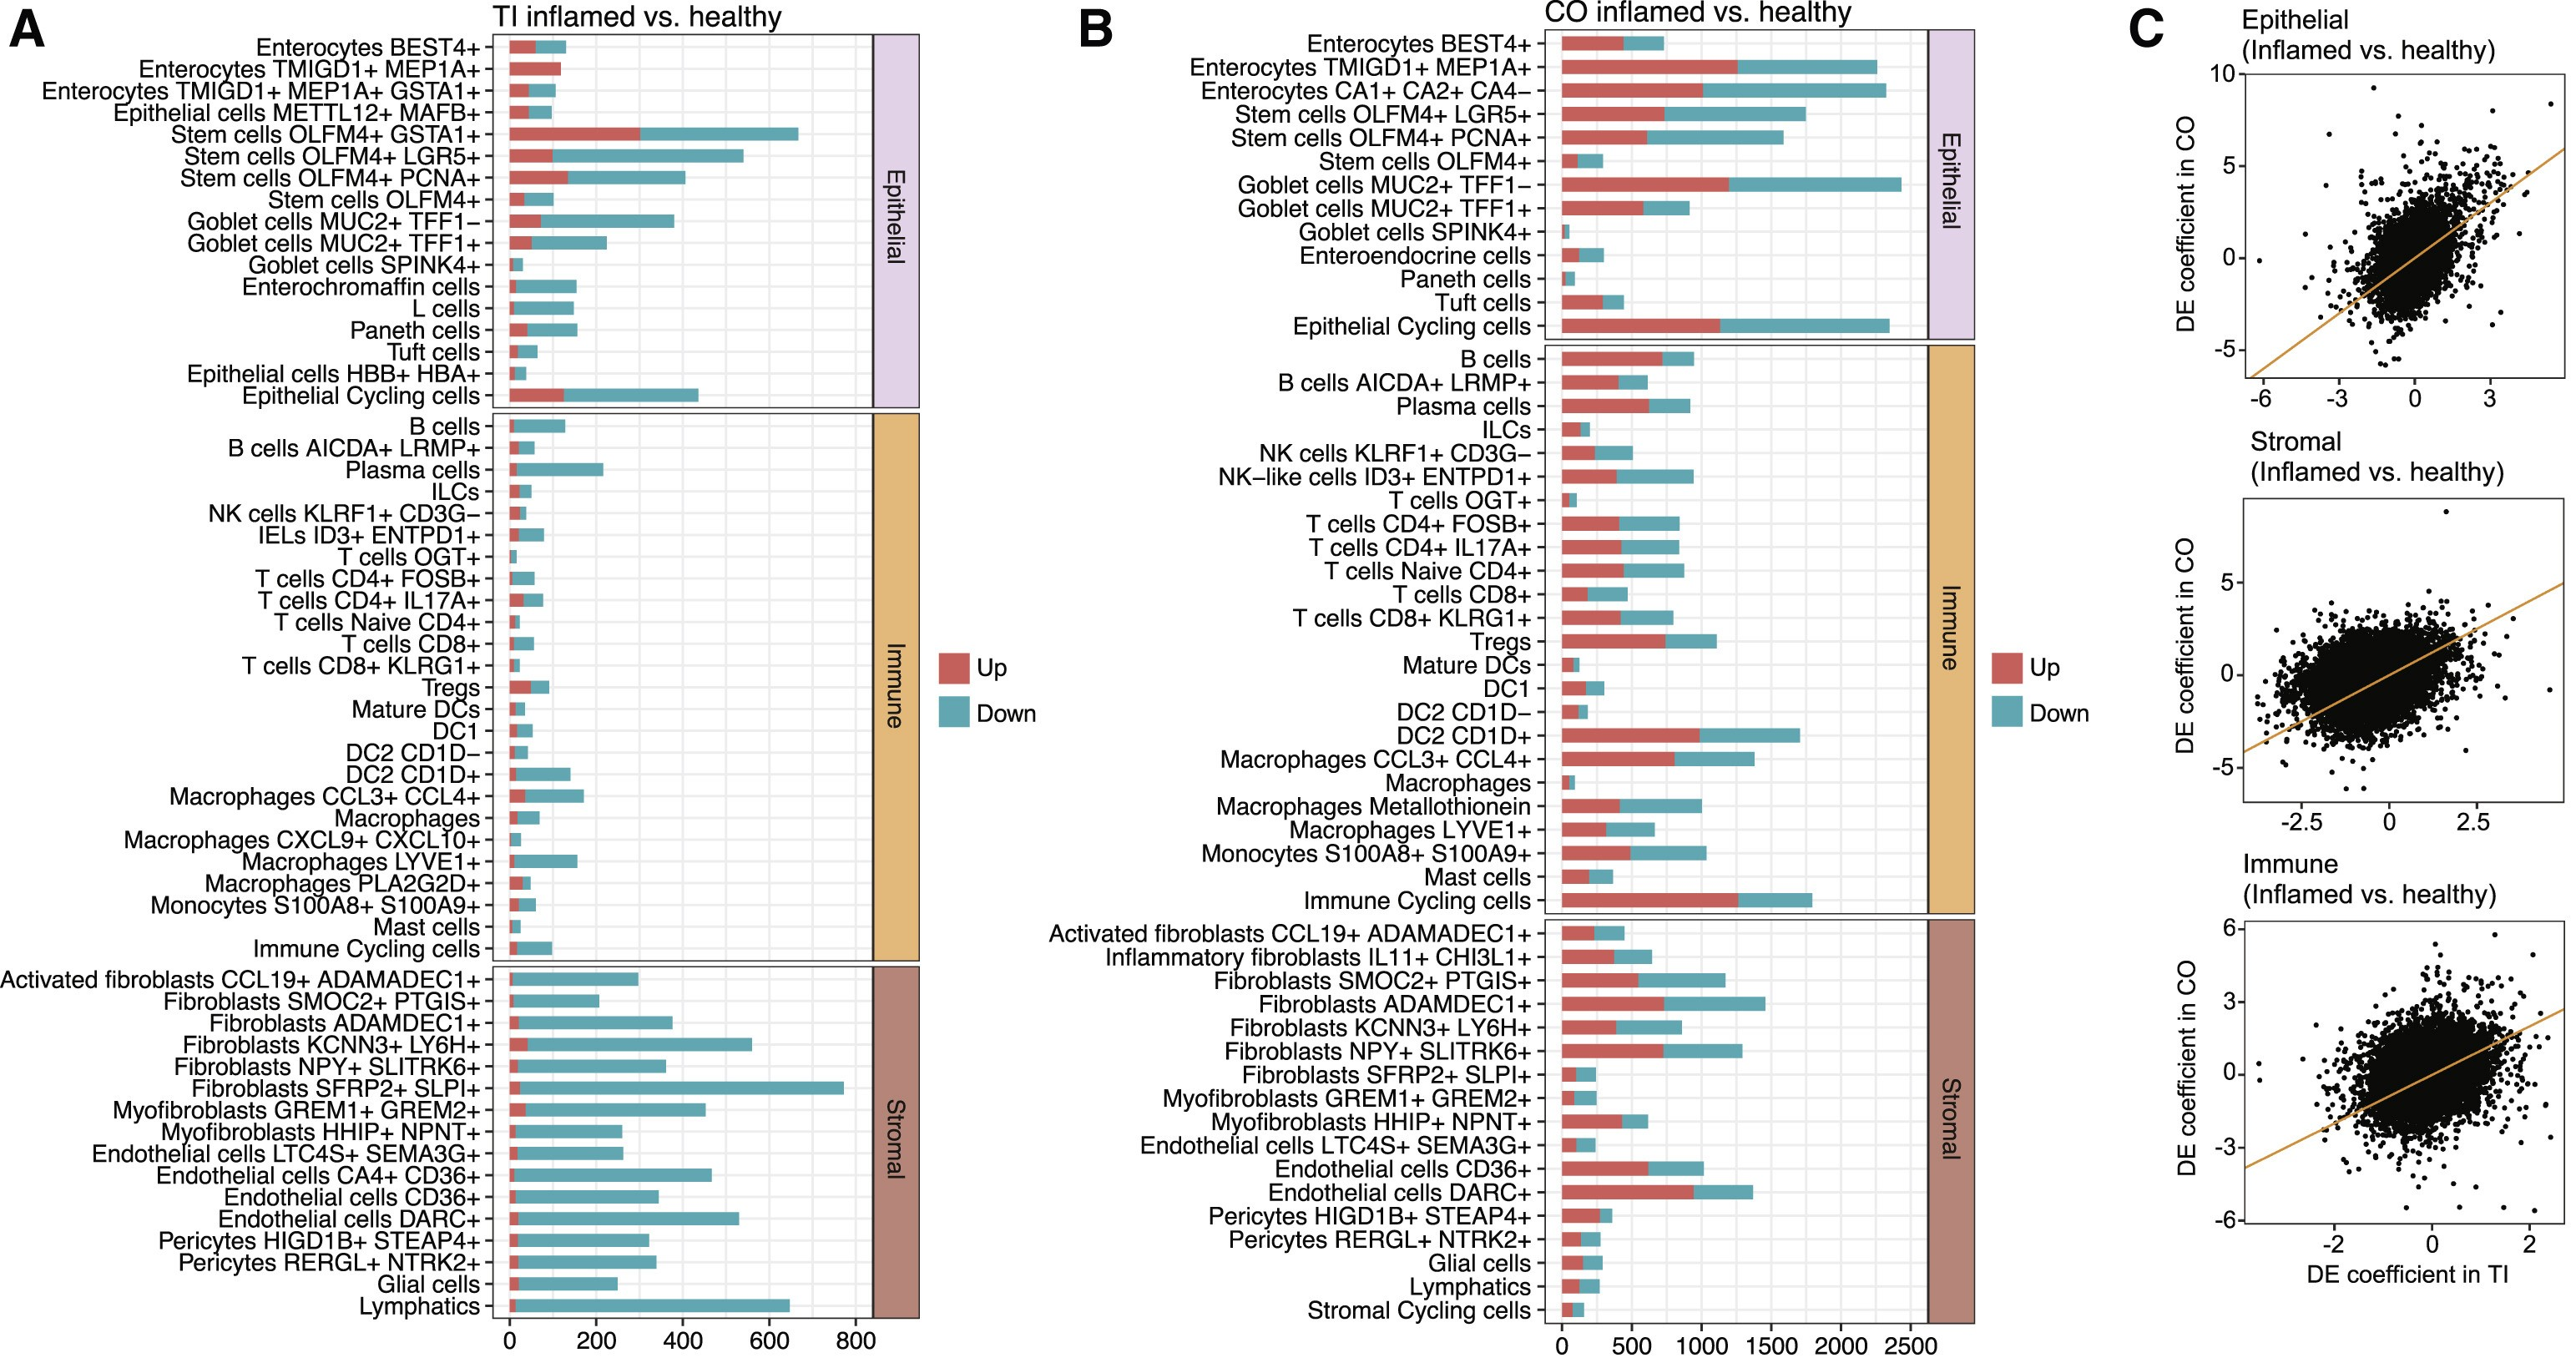 A
TI inflamed vs. healthy
Enterocytes BEST4+
Enterocytes TMIGD1+ MEP1A+
Enterocytes TMIGD1+ MEP1A+ GSTA1+
Epithelial cells METTL12+ MAFB+
Stem cells OLFM4+ GSTA1+
Stem cells OLFM4+ LGR5+
Stem cells OLFM4+ PCNA+
Stem cells OLFM4+
Goblet cells MUC2+ TFF1−
Goblet cells MUC2+ TFF1+
Goblet cells SPINK4+
Enterochromaffin cells
L cells
Paneth cells
Tuft cells
Epithelial cells HBB+ HBA+
Epithelial Cycling cells
Epithelial
B cells
B cells AICDA+ LRMP+
Plasma cells
ILCs
NK cells KLRF1+ CD3G−
IELs ID3+ ENTPD1+
T cells OGT+
T cells CD4+ FOSB+
T cells CD4+ IL17A+
T cells Naive CD4+
T cells CD8+
T cells CD8+ KLRG1+
Tregs
Mature DCs
DC1
DC2 CD1D−
DC2 CD1D+
Macrophages CCL3+ CCL4+
Macrophages
Macrophages CXCL9+ CXCL10+
Macrophages LYVE1+
Macrophages PLA2G2D+
Monocytes S100A8+ S100A9+
Mast cells
Immune Cycling cells
Immune
Activated fibroblasts CCL19+ ADAMADEC1+
Fibroblasts SMOC2+ PTGIS+
Fibroblasts ADAMDEC1+
Fibroblasts KCNN3+ LY6H+
Fibroblasts NPY+ SLITRK6+
Fibroblasts SFRP2+ SLPI+
Myofibroblasts GREM1+ GREM2+
Myofibroblasts HHIP+ NPNT+
Endothelial cells LTC4S+ SEMA3G+
Endothelial cells CA4+ CD36+
Endothelial cells CD36+
Endothelial cells DARC+
Pericytes HIGD1B+ STEAP4+
Pericytes RERGL+ NTRK2+
Glial cells
Lymphatics
Stromal
0 200 400 600 800
Up
Down
B
CO inflamed vs. healthy
Enterocytes BEST4+
Enterocytes TMIGD1+ MEP1A+
Enterocytes CA1+ CA2+ CA4−
Stem cells OLFM4+ LGR5+
Stem cells OLFM4+ PCNA+
Stem cells OLFM4+
Goblet cells MUC2+ TFF1−
Goblet cells MUC2+ TFF1+
Goblet cells SPINK4+
Enteroendocrine cells
Paneth cells
Tuft cells
Epithelial Cycling cells
Epithelial
B cells
B cells AICDA+ LRMP+
Plasma cells
ILCs
NK cells KLRF1+ CD3G−
NK−like cells ID3+ ENTPD1+
T cells OGT+
T cells CD4+ FOSB+
T cells CD4+ IL17A+
T cells Naive CD4+
T cells CD8+
T cells CD8+ KLRG1+
Tregs
Mature DCs
DC1
DC2 CD1D−
DC2 CD1D+
Macrophages CCL3+ CCL4+
Macrophages
Macrophages Metallothionein
Macrophages LYVE1+
Monocytes S100A8+ S100A9+
Mast cells
Immune Cycling cells
Immune
Activated fibroblasts CCL19+ ADAMADEC1+
Inflammatory fibroblasts IL11+ CHI3L1+
Fibroblasts SMOC2+ PTGIS+
Fibroblasts ADAMDEC1+
Fibroblasts KCNN3+ LY6H+
Fibroblasts NPY+ SLITRK6+
Fibroblasts SFRP2+ SLPI+
Myofibroblasts GREM1+ GREM2+
Myofibroblasts HHIP+ NPNT+
Endothelial cells LTC4S+ SEMA3G+
Endothelial cells CD36+
Endothelial cells DARC+
Pericytes HIGD1B+ STEAP4+
Pericytes RERGL+ NTRK2+
Glial cells
Lymphatics
Stromal Cycling cells
Stromal
0 500 1000 1500 2000 2500
Up
Down
C
Epithelial
(Inflamed vs. healthy)
DE coefficient in CO
10
5
0
-5
-6 -3 0 3
Stromal
(Inflamed vs. healthy)
DE coefficient in CO
5
0
-5
-2.5 0 2.5
Immune
(Inflamed vs. healthy)
DE coefficient in CO
6
3
0
-3
-6
-2 0 2
DE coefficient in TI